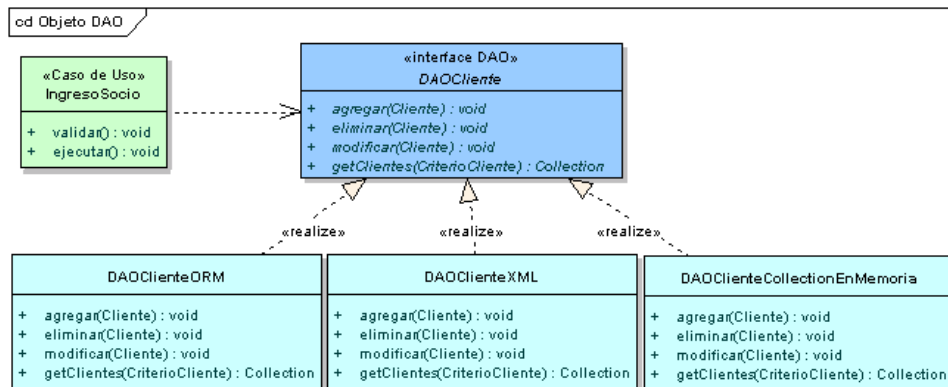 cd Objeto DAO
«Caso de Uso»
IngresoSocio
+ validar() : void
+ ejecutar() : void
«interface DAO»
DAOCliente
+ agregar(Cliente) : void
+ eliminar(Cliente) : void
+ modificar(Cliente) : void
+ getClientes(CriterioCliente) : Collection
«realize»
«realize»
«realize»
DAOClienteORM
+ agregar(Cliente) : void
+ eliminar(Cliente) : void
+ modificar(Cliente) : void
+ getClientes(CriterioCliente) : Collection
DAOClienteXML
+ agregar(Cliente) : void
+ eliminar(Cliente) : void
+ modificar(Cliente) : void
+ getClientes(CriterioCliente) : Collection
DAOClienteCollectionEnMemoria
+ agregar(Cliente) : void
+ eliminar(Cliente) : void
+ modificar(Cliente) : void
+ getClientes(CriterioCliente) : Collection